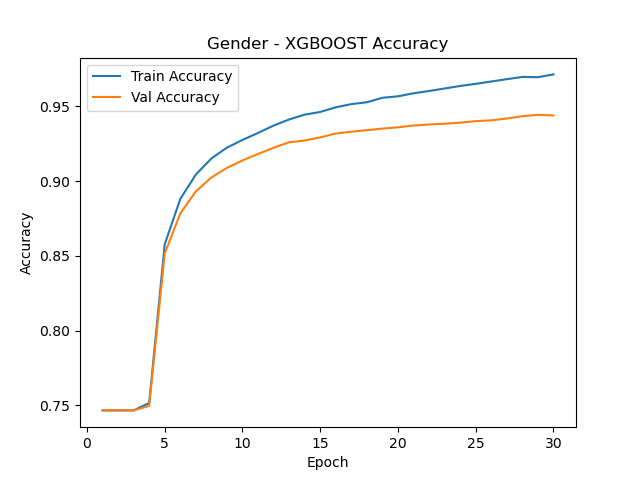 Gender - XGBOOST Accuracy
Train Accuracy
Val Accuracy
Accuracy
0.95
0.90
0.85
0.80
0.75
0 5 10 15 20 25 30
Epoch